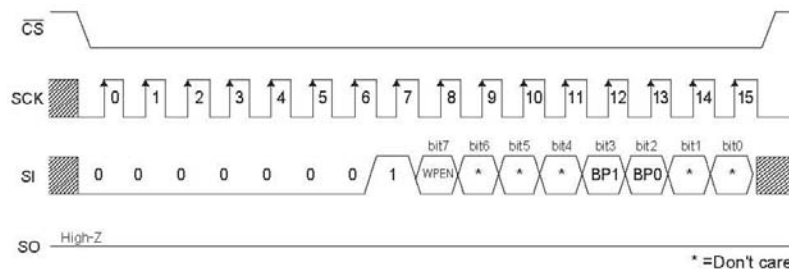 CS
SCK 0 1 2 3 4 5 6 7 8 9 10 11 12 13 14 15
bit7 bit6 bit5 bit4 bit3 bit2 bit1 bit0
SI 0 0 0 0 0 0 0 1 WPEN * * * BP1 BP0 * *
High-Z
SO
* =Don't care